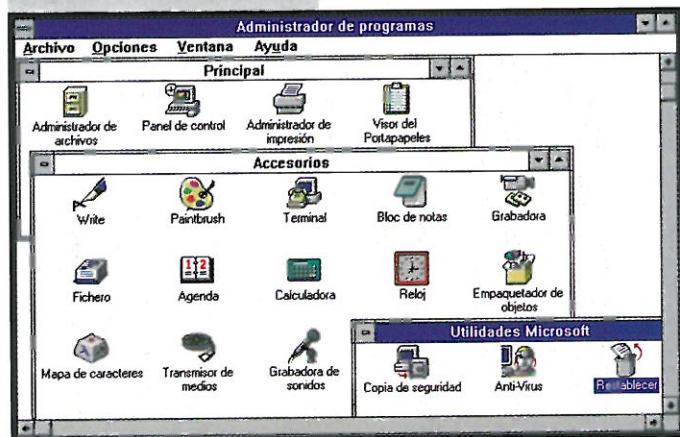 Administrador de programas
Archivo Opciones Ventana Ayuda
Principal
Administrador de archivos
Panel de control
Administrador de impresión
Visor del Portapapeles
Accesorios
Write
Paintbrush
Terminal
Bloc de notas
Grabadora
Fichero
Agenda
Calculadora
Reloj
Empaquetador de objetos
Mapa de caracteres
Transmisor de medios
Grabadora de sonidos
Utilidades Microsoft
Copia de seguridad
Anti-Virus
Restablecer